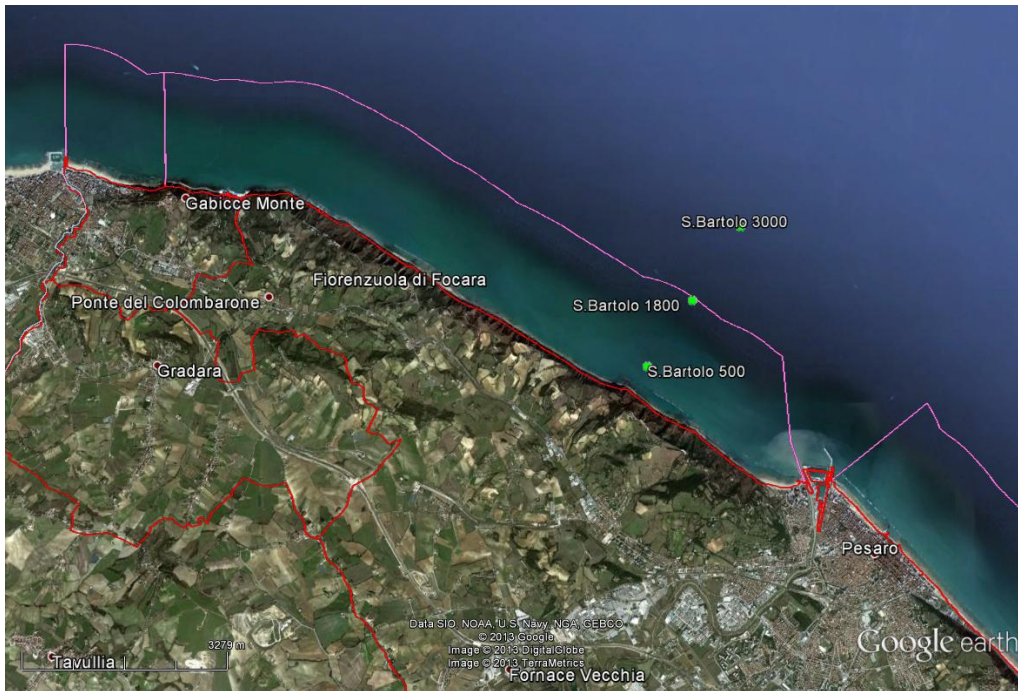 Gabicce Monte
S.Bartolo 3000
Fiorenzuola di Focara
Ponte del Colombarone
S.Bartolo 1800
Gradara
S.Bartolo 500
Pesaro
Data SIO, NOAA, U.S. Navy, NGA, GEBCO
© 2013 Google
Image © 2013 DigitalGlobe
Image © 2013 TerraMetrics
Google earth
3279 m
Tavullia
Fornace Vecchia